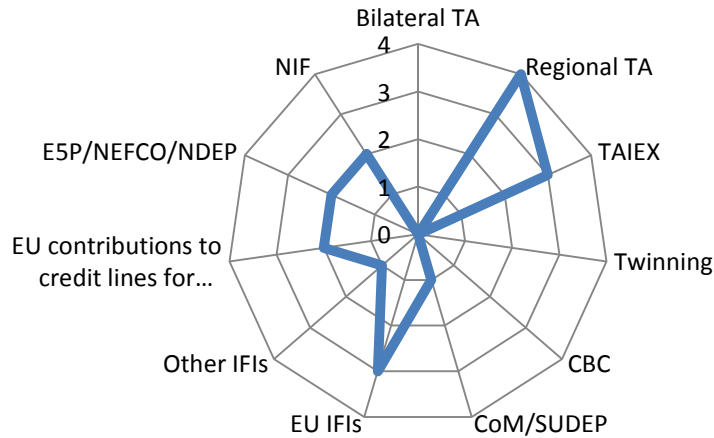 Bilateral TA
4
NIF
Regional TA
3
E5P/NEFCO/NDEP
2
TAIEX
1
EU contributions to
credit lines for…
0
Twinning
Other IFIs
CBC
EU IFIs
CoM/SUDEP